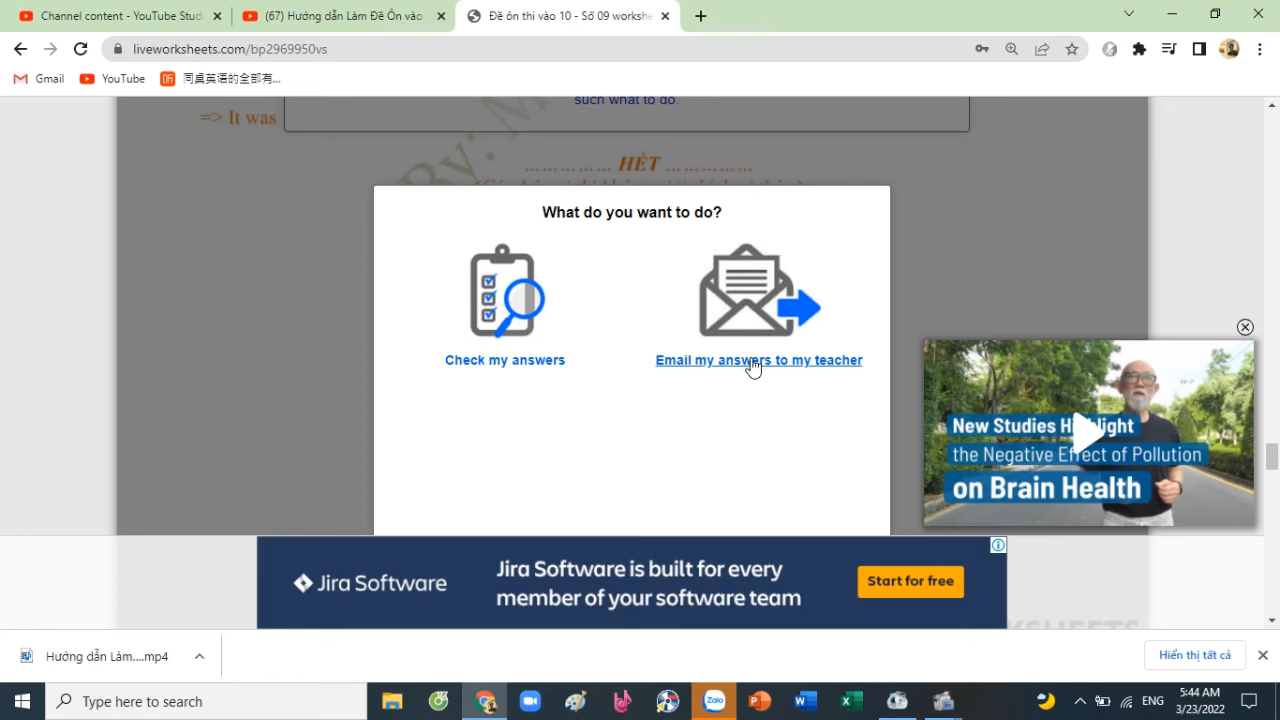 Channel content - YouTube Studi
(67) Hướng dẫn Làm Đề Ôn vào
Đề ôn thi vào 10 - Số 09 workshe
liveworksheets.com/bp2969950vs
Gmail
YouTube
同桌英语的全部有...
such what to do.
=> It was
By: M
…………… HẾT ……………
What do you want to do?
Check my answers
Email my answers to my teacher
New Studies Highlight
the Negative Effect of Pollution
on Brain Health
Jira Software
Jira Software is built for every
member of your software team
Start for free
Hướng dẫn Làm....mp4
Hiển thị tất cả
Type here to search
Zalo
ENG
5:44 AM
3/23/2022